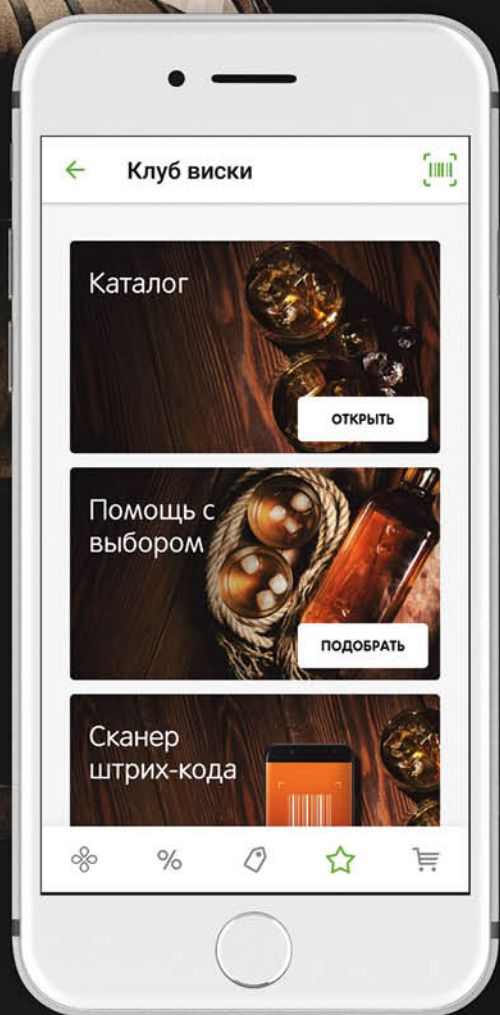 Клуб виски
Каталог
ОТКРЫТЬ
Помощь с
выбором
ПОДОБРАТЬ
Сканер
штрих-кода
%